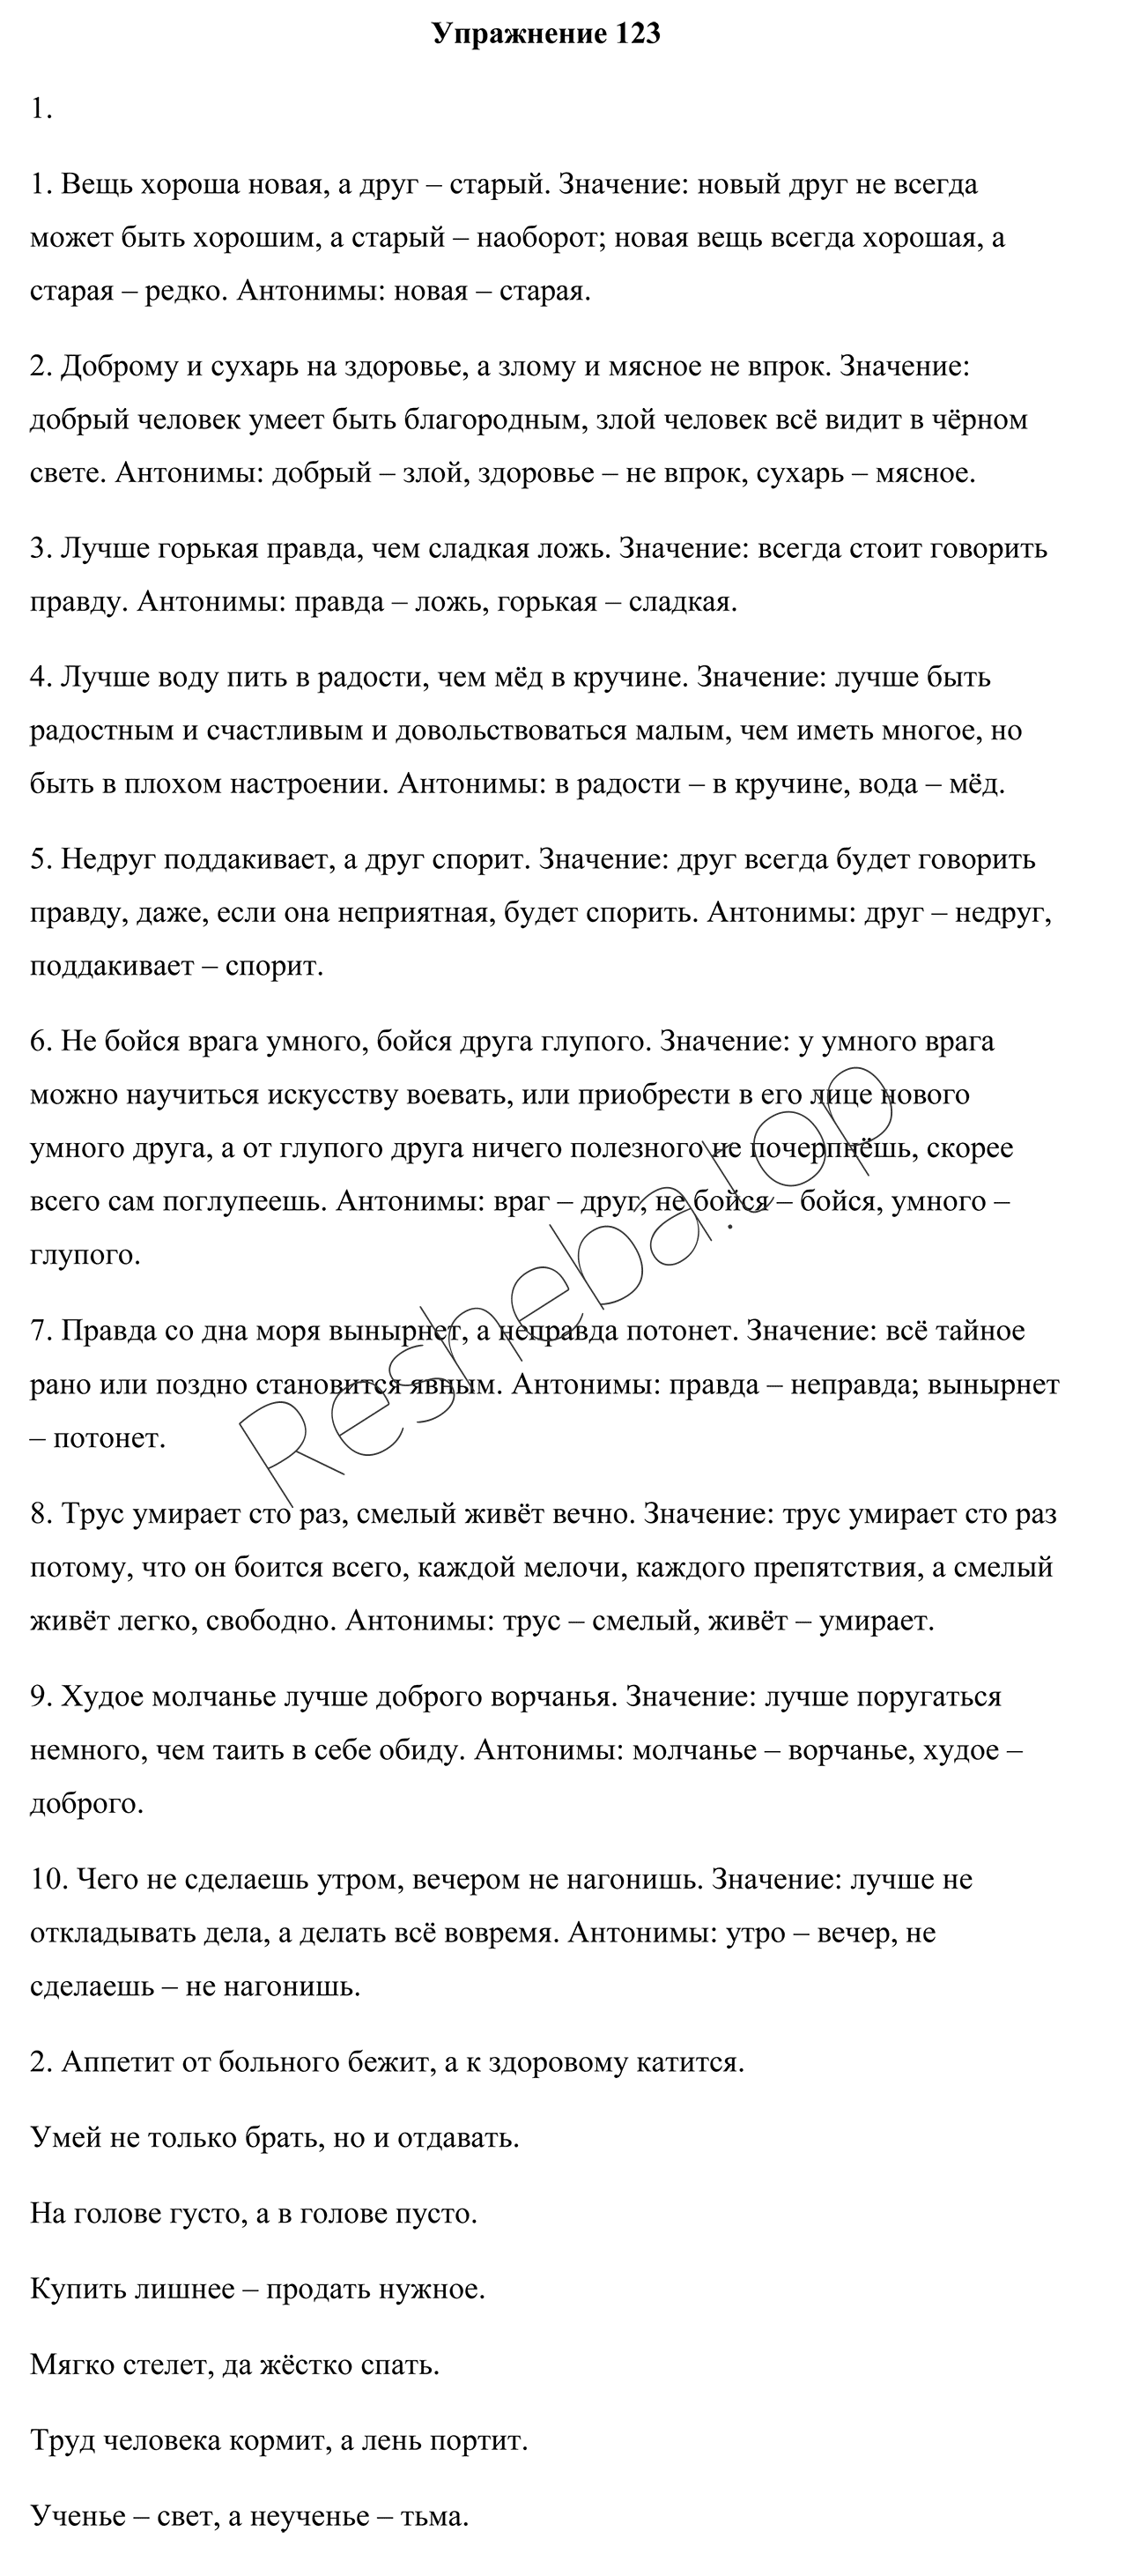 Упражнение 123
1.
1. Вещь хороша новая, а друг – старый. Значение: новый друг не всегда
может быть хорошим, а старый – наоборот; новая вещь всегда хорошая, а
старая – редко. Антонимы: новая – старая.
2. Доброму и сухарь на здоровье, а злому и мясное не впрок. Значение:
добрый человек умеет быть благородным, злой человек всё видит в чёрном
свете. Антонимы: добрый – злой, здоровье – не впрок, сухарь – мясное.
3. Лучше горькая правда, чем сладкая ложь. Значение: всегда стоит говорить
правду. Антонимы: правда – ложь, горькая – сладкая.
4. Лучше воду пить в радости, чем мёд в кручине. Значение: лучше быть
радостным и счастливым и довольствоваться малым, чем иметь многое, но
быть в плохом настроении. Антонимы: в радости – в кручине, вода – мёд.
5. Недруг поддакивает, а друг спорит. Значение: друг всегда будет говорить
правду, даже, если она неприятная, будет спорить. Антонимы: друг – недруг,
поддакивает – спорит.
6. Не бойся врага умного, бойся друга глупого. Значение: у умного врага
можно научиться искусству воевать, или приобрести в его лице нового
умного друга, а от глупого друга ничего полезного не почерпнёшь, скорее
всего сам поглупеешь. Антонимы: враг – друг, не бойся – бойся, умного –
глупого.
7. Правда со дна моря вынырнет, а неправда потонет. Значение: всё тайное
рано или поздно становится явным. Антонимы: правда – неправда; вынырнет
– потонет.
8. Трус умирает сто раз, смелый живёт вечно. Значение: трус умирает сто раз
потому, что он боится всего, каждой мелочи, каждого препятствия, а смелый
живёт легко, свободно. Антонимы: трус – смелый, живёт – умирает.
9. Худое молчанье лучше доброго ворчанья. Значение: лучше поругаться
немного, чем таить в себе обиду. Антонимы: молчанье – ворчанье, худое –
доброго.
10. Чего не сделаешь утром, вечером не нагонишь. Значение: лучше не
откладывать дела, а делать всё вовремя. Антонимы: утро – вечер, не
сделаешь – не нагонишь.
2. Аппетит от больного бежит, а к здоровому катится.
Умей не только брать, но и отдавать.
На голове густо, а в голове пусто.
Купить лишнее – продать нужное.
Мягко стелет, да жёстко спать.
Труд человека кормит, а лень портит.
Ученье – свет, а неученье – тьма.